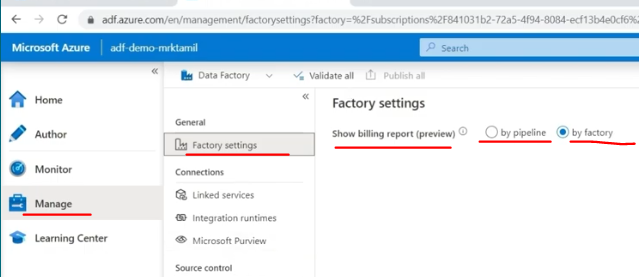 adf.azure.com/en/management/factorysettings?factory=%2Fsubscriptions%2F841031b2-72a5-4f94-8084-ecf13b4e0cf6%2
Microsoft Azure adf-demo-mrktamil Search
«
Home
Author
Monitor
Manage
Learning Center
Data Factory Validate all Publish all
«
General
Factory settings
Connections
Linked services
Integration runtimes
Microsoft Purview
Source control
Factory settings
Show billing report (preview) by pipeline by factory